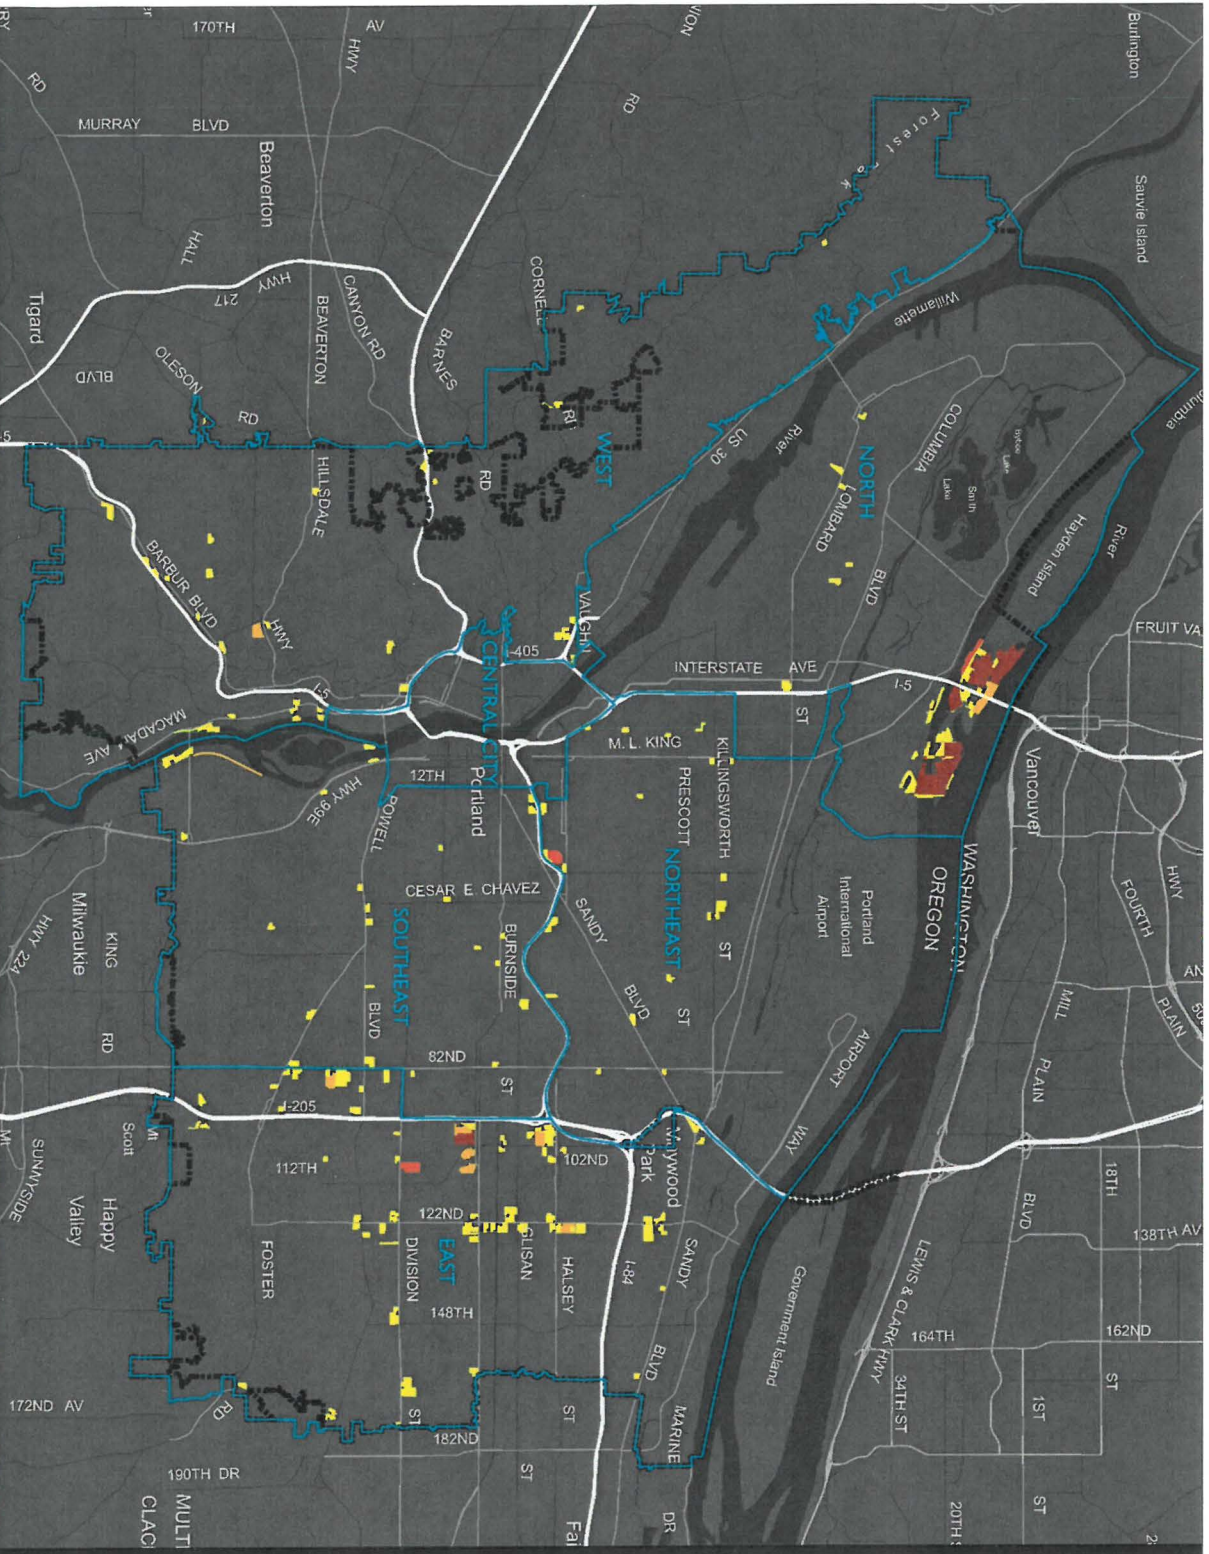 170TH
AV
HWY
RD
MURRAY
BLVD
Beaverton
HALL
HWY
217
CANYON RD
BEAVERTON
Tigard
BLVD
OLESON
RD
BARNES
CORNELL
RD
Burlington
Sauvie Island
Willamette
River
US 30
WEST
RD
HILLSDALE
HWY
BARBUR BLVD
I-5
MACADAM
AVE
VAUGHN
I-405
CENTRAL CITY
NORTH
LOMBARD
COLUMBIA
BLVD
Bybee
Lake
Smith
Lake
Hayden Island
River
FRUIT VA
INTERSTATE
AVE
ST
I-5
M. L. KING
KILLINGSWORTH
PRESCOTT
ST
ST
12TH
Portland
HWY 99E
POWELL
BLVD
Vancouver
WASHINGTON
OREGON
Portland
International
Airport
NORTHEAST
SANDY
BLVD
CESAR E. CHAVEZ
BURNSIDE
ST
SOUTHEAST
Milwaukie
KING
RD
HWY 224
HWY
FOURTH
PLAIN
MILL
PLAIN
BLVD
AIRPORT
WAY
82ND
I-205
Mt
Scott
SUNNYSIDE
Mt
Happy
Valley
112TH
102ND
Maywood
Park
122ND
EAST
GLISAN
HALSEY
DIVISION
FOSTER
148TH
I-84
SANDY
BLVD
Government Island
LEWIS & CLARK HWY
18TH
138TH AV
162ND
164TH
ST
1ST
34TH ST
ST
172ND AV
RD
ST
ST
182ND
ST
MARINE
DR
190TH DR
MULT
CLAC
Fai
20TH